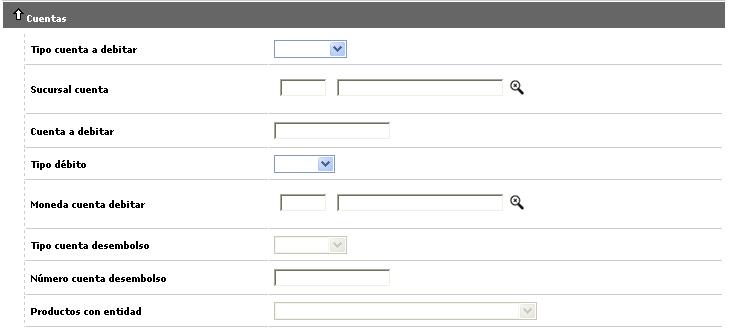 Cuentas
Tipo cuenta a debitar
Sucursal cuenta
Cuenta a debitar
Tipo débito
Moneda cuenta debitar
Tipo cuenta desembolso
Número cuenta desembolso
Productos con entidad